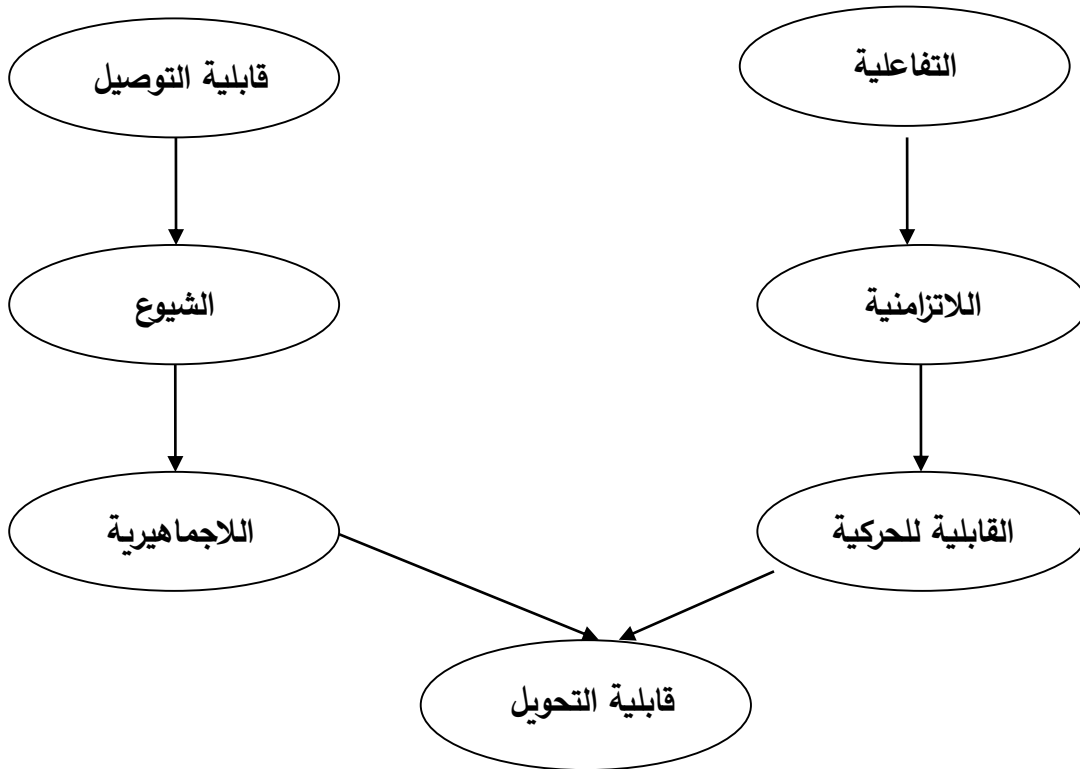 التفاعلية
قابلية التوصيل
اللاتزامنية
الشيوع
القابلية للحركية
اللاجماهيرية
قابلية التحويل